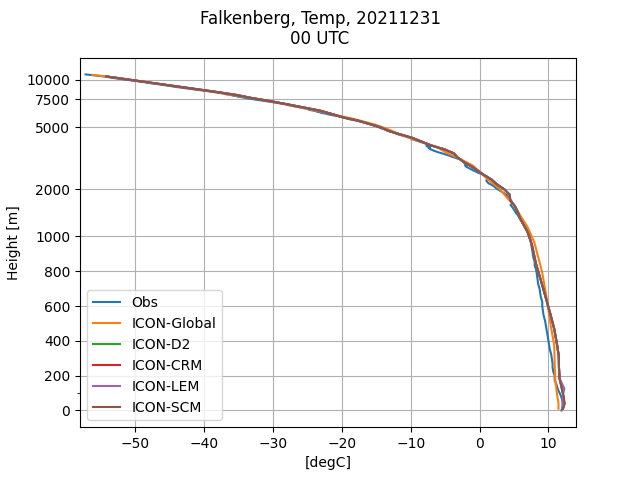 Falkenberg, Temp, 20211231
00 UTC
10000
7500
5000
2000
1000
800
600
400
200
0
Height [m]
Obs
ICON-Global
ICON-D2
ICON-CRM
ICON-LEM
ICON-SCM
−50 −40 −30 −20 −10 0 10
[degC]